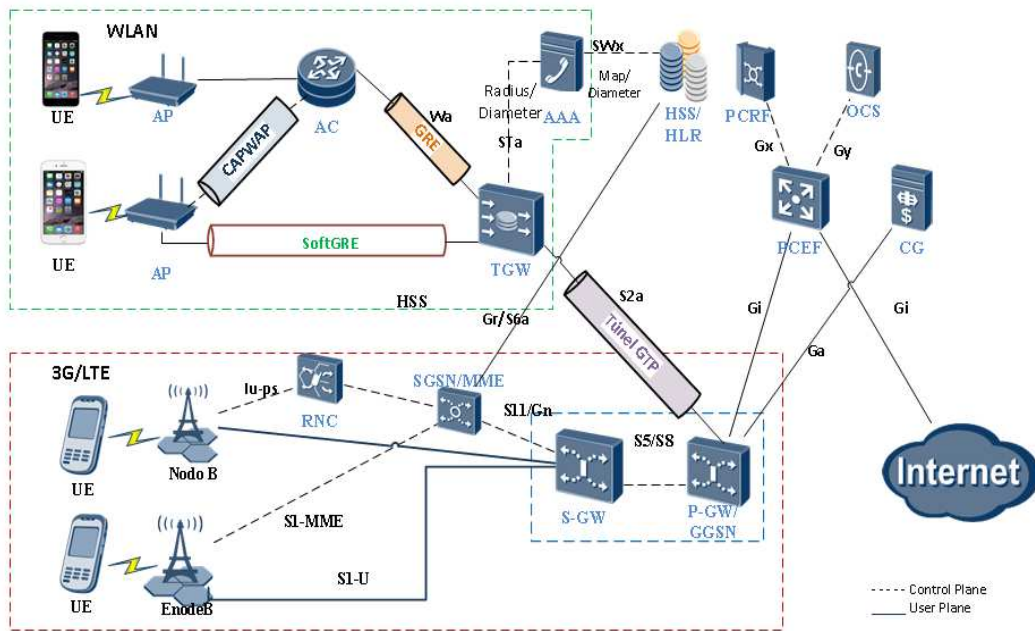 WLAN
UE
AP
AC
CAPWAP
Wa
GRE
Radius/
Diameter
STa
AAA
SWx
Map/
Diameter
HSS/
HLR
PCRF
OCS
Gx
Gy
PCEF
CG
UE
AP
SoftGRE
TGW
HSS
S2a
Túnel GTP
Gr/S6a
Gi
Ga
Gi
3G/LTE
UE
Nodo B
Iu-ps
RNC
SGSN/MME
S11/Gn
S5/S8
S-GW
P-GW/
GGSN
Internet
UE
EnodeB
S1-MME
S1-U
Control Plane
User Plane